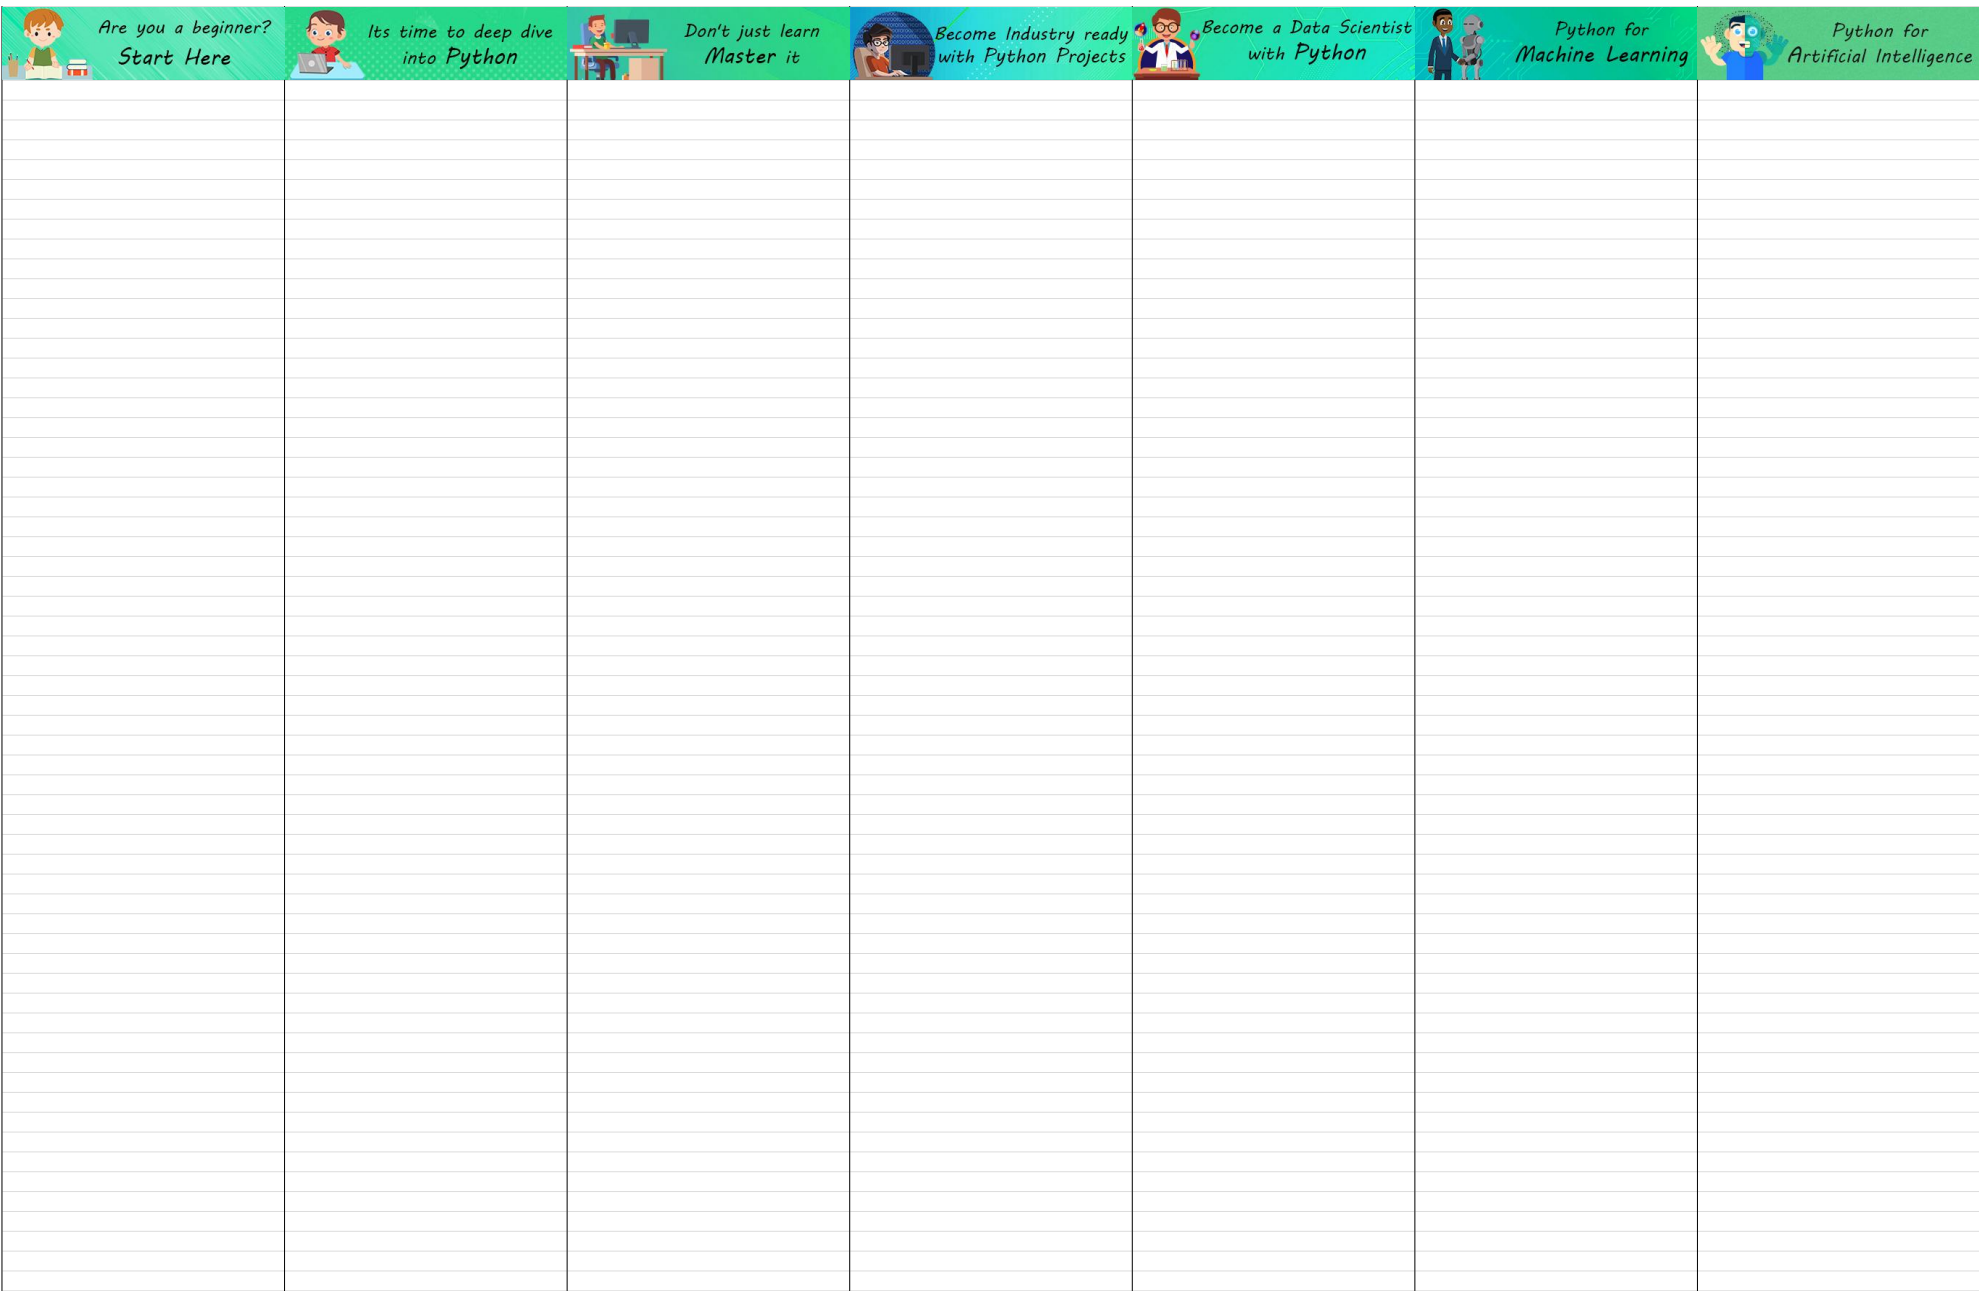 Are you a beginner?
Start Here
Its time to deep dive
into Python
Don't just learn
Master it
Become Industry ready
with Python Projects
Become a Data Scientist
with Python
Python for
Machine Learning
Python for
Artificial Intelligence